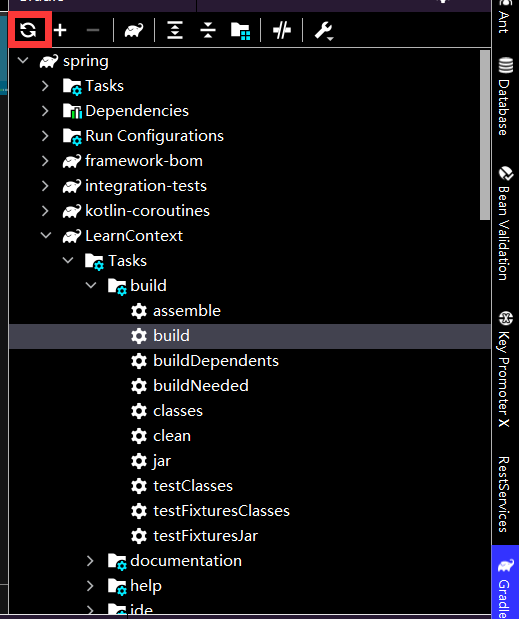 spring
Tasks
Dependencies
Run Configurations
framework-bom
integration-tests
kotlin-coroutines
LearnContext
Tasks
build
assemble
build
buildDependents
buildNeeded
classes
clean
jar
testClasses
testFixturesClasses
testFixturesJar
documentation
help
ide
Ant
Database
Bean Validation
Key Promoter X
RestServices
Gradle